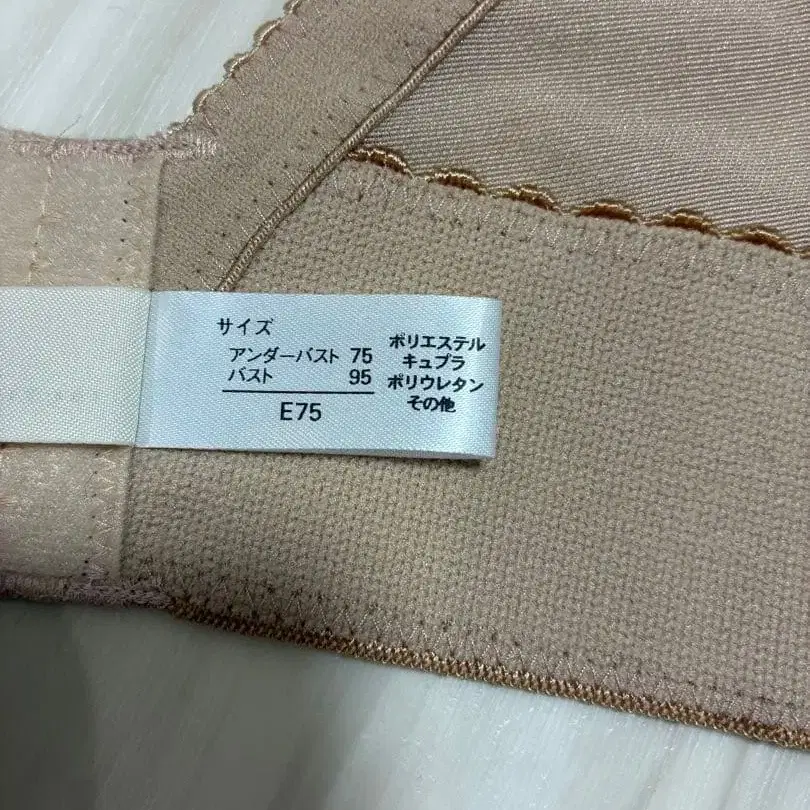 サイズ
アンダーバスト 75
バスト 95
E75
ポリエステル
キュプラ
ポリウレタン
その他